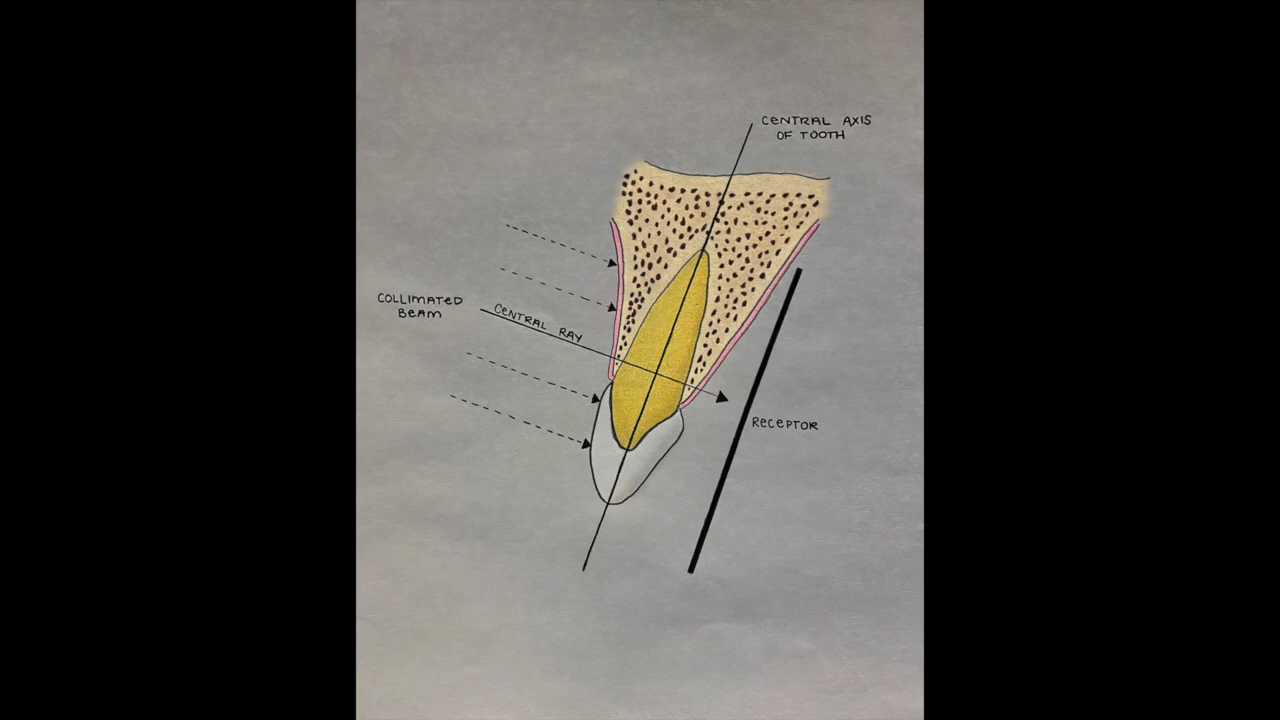 CENTRAL AXIS
OF TOOTH
COLLIMATED
BEAM
CENTRAL RAY
RECEPTOR